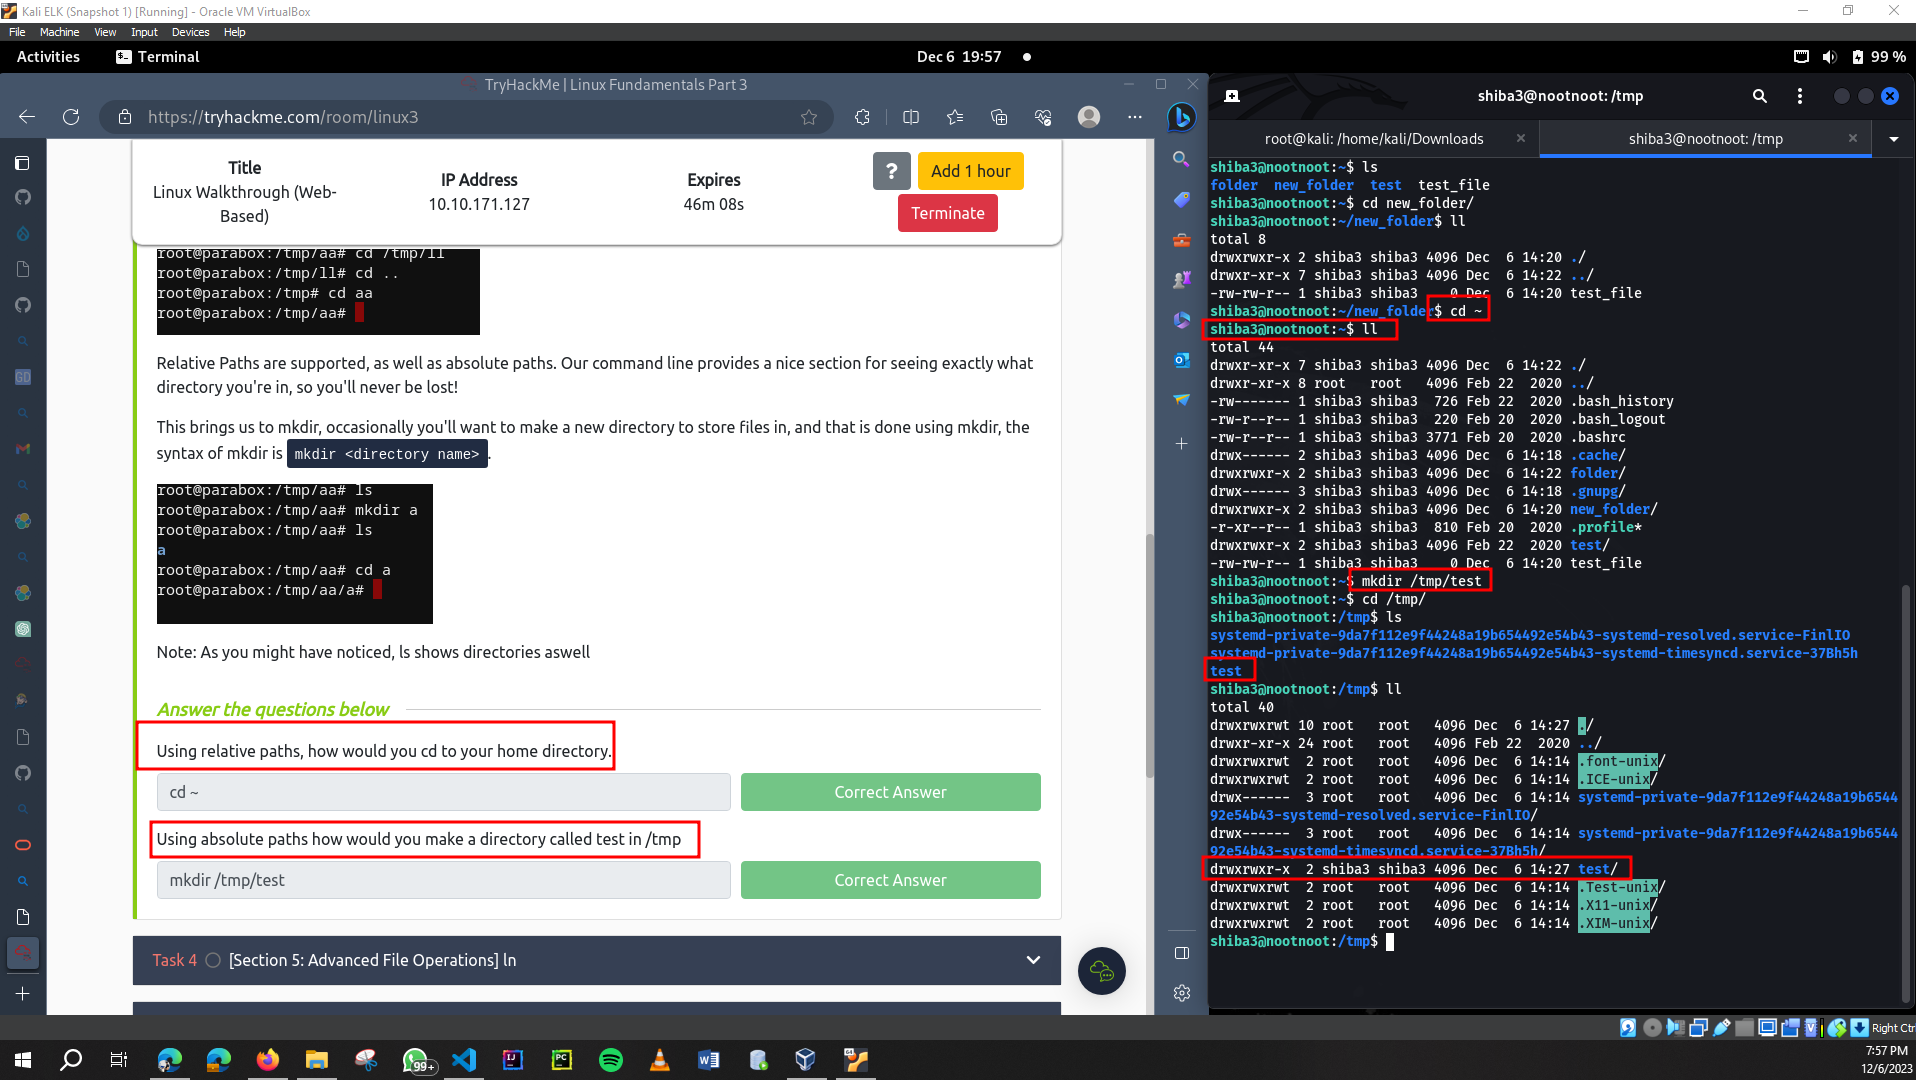 Kali ELK (Snapshot 1) [Running] - Oracle VM VirtualBox
File Machine View Input Devices Help
Activities Terminal Dec 6 19:57 99 %
TryHackMe | Linux Fundamentals Part 3
https://tryhackme.com/room/linux3
Title
Linux Walkthrough (Web-
Based)
IP Address
10.10.171.127
Expires
46m 08s
? Add 1 hour
Terminate
root@parabox:/tmp/aa# cd /tmp/ll
root@parabox:/tmp/ll# cd ..
root@parabox:/tmp# cd aa
root@parabox:/tmp/aa#
Relative Paths are supported, as well as absolute paths. Our command line provides a nice section for seeing exactly what
directory you're in, so you'll never be lost!
This brings us to mkdir, occasionally you'll want to make a new directory to store files in, and that is done using mkdir, the
syntax of mkdir is mkdir <directory name> .
root@parabox:/tmp/aa# ls
root@parabox:/tmp/aa# mkdir a
root@parabox:/tmp/aa# ls
a
root@parabox:/tmp/aa# cd a
root@parabox:/tmp/aa/a#
Note: As you might have noticed, ls shows directories aswell
Answer the questions below
Using relative paths, how would you cd to your home directory.
cd ~
Correct Answer
Using absolute paths how would you make a directory called test in /tmp
mkdir /tmp/test
Correct Answer
Task 4 [Section 5: Advanced File Operations] ln
GD
shiba3@nootnoot: /tmp
root@kali: /home/kali/Downloads
shiba3@nootnoot: /tmp
shiba3@nootnoot:~$ ls
folder new_folder test test_file
shiba3@nootnoot:~$ cd new_folder/
shiba3@nootnoot:~/new_folder$ ll
total 8
drwxrwxr-x 2 shiba3 shiba3 4096 Dec 6 14:20 ./
drwxr-xr-x 7 shiba3 shiba3 4096 Dec 6 14:22 ../
-rw-rw-r-- 1 shiba3 shiba3 0 Dec 6 14:20 test_file
shiba3@nootnoot:~/new_folder$ cd ~
shiba3@nootnoot:~$ ll
total 44
drwxr-xr-x 7 shiba3 shiba3 4096 Dec 6 14:22 ./
drwxr-xr-x 8 root root 4096 Feb 22 2020 ../
-rw------- 1 shiba3 shiba3 726 Feb 22 2020 .bash_history
-rw-r--r-- 1 shiba3 shiba3 220 Feb 20 2020 .bash_logout
-rw-r--r-- 1 shiba3 shiba3 3771 Feb 20 2020 .bashrc
drwx------ 2 shiba3 shiba3 4096 Dec 6 14:18 .cache/
drwxrwxr-x 2 shiba3 shiba3 4096 Dec 6 14:22 folder/
drwx------ 3 shiba3 shiba3 4096 Dec 6 14:18 .gnupg/
drwxrwxr-x 2 shiba3 shiba3 4096 Dec 6 14:20 new_folder/
-r-xr--r-- 1 shiba3 shiba3 810 Feb 20 2020 .profile*
drwxrwxr-x 2 shiba3 shiba3 4096 Feb 22 2020 test/
-rw-rw-r-- 1 shiba3 shiba3 0 Dec 6 14:20 test_file
shiba3@nootnoot:~$ mkdir /tmp/test
shiba3@nootnoot:~$ cd /tmp/
shiba3@nootnoot:/tmp$ ls
systemd-private-9da7f112e9f44248a19b654492e54b43-systemd-resolved.service-FinlIO
systemd-private-9da7f112e9f44248a19b654492e54b43-systemd-timesyncd.service-37Bh5h
test
shiba3@nootnoot:/tmp$ ll
total 40
drwxrwxrwt 10 root root 4096 Dec 6 14:27 ./
drwxr-xr-x 24 root root 4096 Feb 22 2020 ../
drwxrwxrwt 2 root root 4096 Dec 6 14:14 .font-unix/
drwxrwxrwt 2 root root 4096 Dec 6 14:14 .ICE-unix/
drwx------ 3 root root 4096 Dec 6 14:14 systemd-private-9da7f112e9f44248a19b6544
92e54b43-systemd-resolved.service-FinlIO/
drwx------ 3 root root 4096 Dec 6 14:14 systemd-private-9da7f112e9f44248a19b6544
92e54b43-systemd-timesyncd.service-37Bh5h/
drwxrwxr-x 2 shiba3 shiba3 4096 Dec 6 14:27 test/
drwxrwxrwt 2 root root 4096 Dec 6 14:14 .Test-unix/
drwxrwxrwt 2 root root 4096 Dec 6 14:14 .X11-unix/
drwxrwxrwt 2 root root 4096 Dec 6 14:14 .XIM-unix/
shiba3@nootnoot:/tmp$
Right Ctr
99+
7:57 PM
12/6/2023